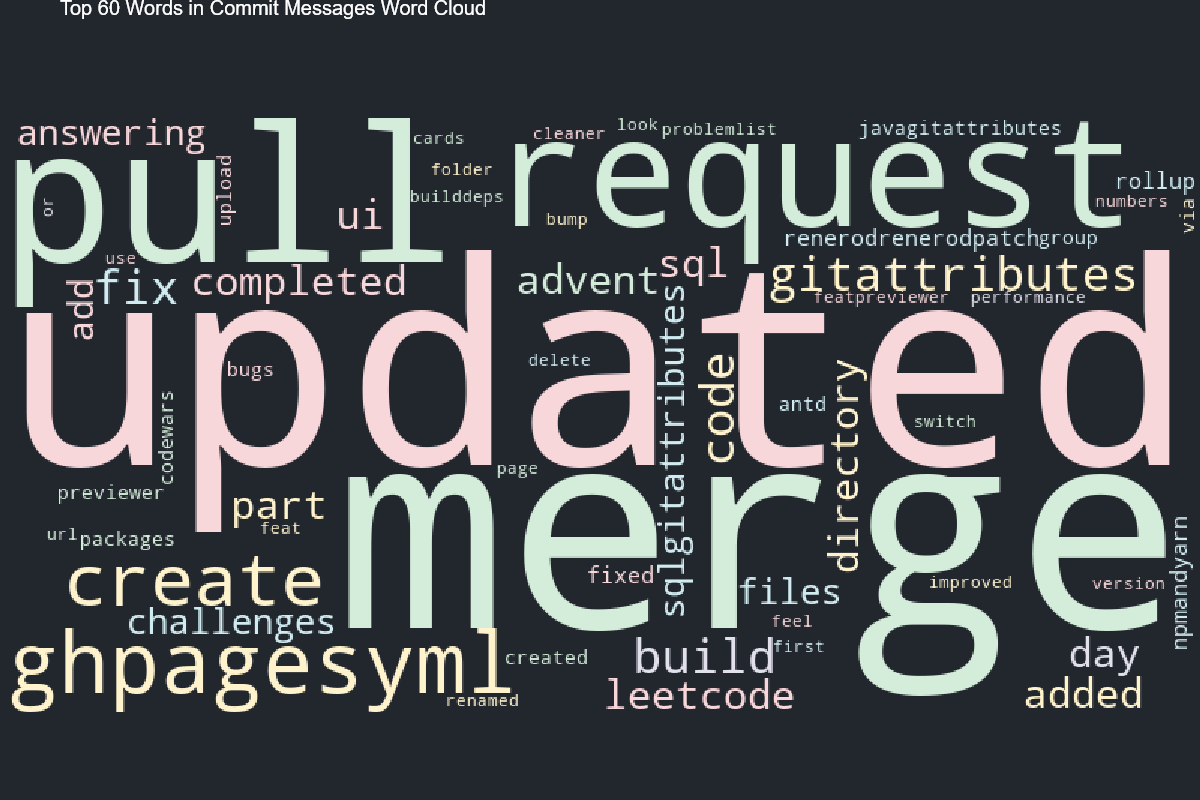 Top 60 Words in Commit Messages Word Cloud
answering
pull
request
cards
cleaner
look
problemlist
javagitattributes
folder
upload
or
ui
builddeps
bump
rollup
numbers
via
use
fix
add
completed
advent
sql
renerodrenerodpatchgroup
gitattributes
featpreviewer
performance
updated
bugs
delete
sqlgitattributes
code
antd
directory
switch
codewars
previewer
page
merge
part
feat
url
packages
create
fixed
files
improved
version
npmandyarn
challenges
feel
first
ghpagesyml
created
build
day
renamed
leetcode
added